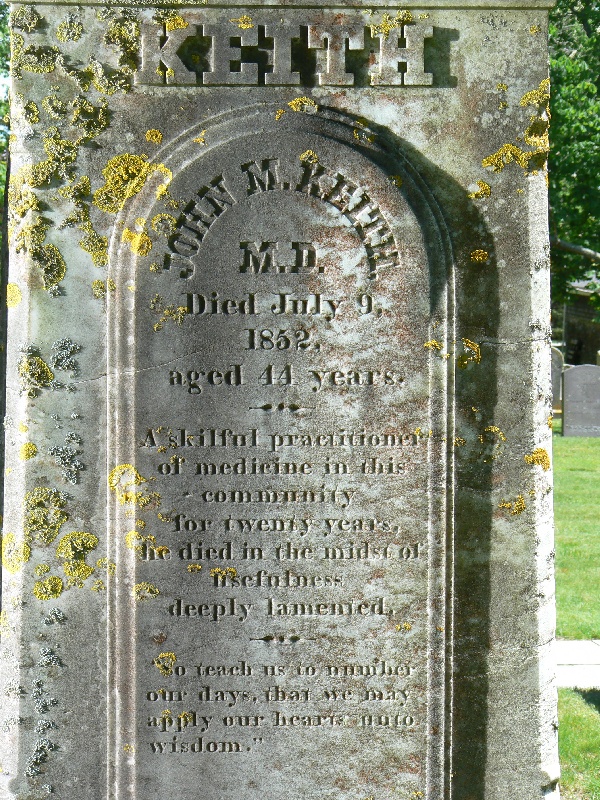 KEITH
JOHN M. KEITH.
M.D.
Died July 9,
1852,
aged 44 years.
A skilful practitioner
of medicine in this
community
for twenty years,
he died in the midst of
usefulness
deeply lamented.
"So teach us to number
our days, that we may
apply our hearts unto
wisdom."